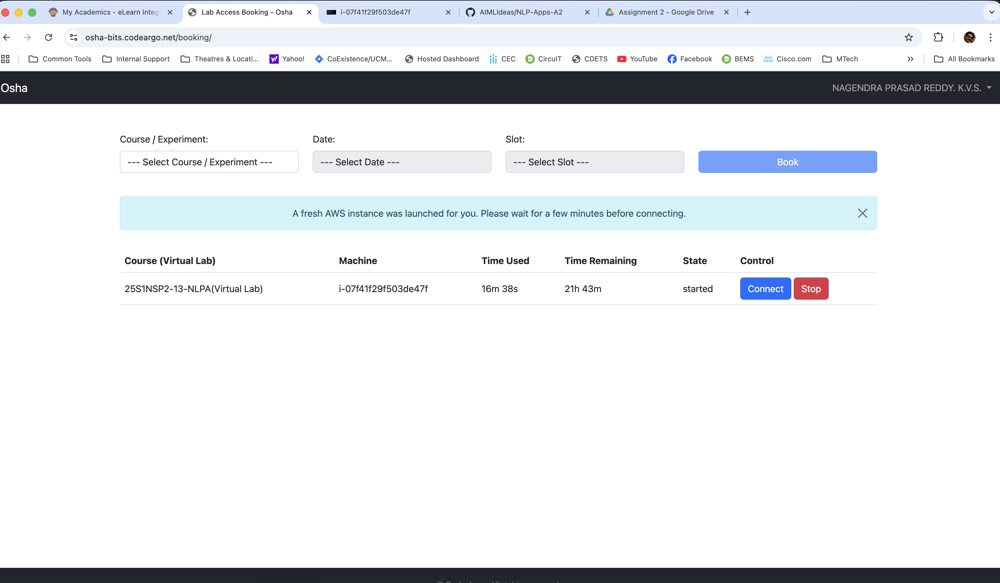 My Academics - eLearn Integ
Lab Access Booking - Osha
i-07f41f29f503de47f
AIMLIdeas/NLP-Apps-A2
Assignment 2 - Google Drive
osha-bits.codeargo.net/booking/
Common Tools
Internal Support
Theatres & Locati...
Yahoo!
CoExistence/UCM...
Hosted Dashboard
CEC
CircuIT
CDETS
YouTube
Facebook
BEMS
Cisco.com
MTech
All Bookmarks
Osha
NAGENDRA PRASAD REDDY. K.V.S.
Course / Experiment: Date: Slot:
--- Select Course / Experiment --- --- Select Date --- --- Select Slot --- Book
A fresh AWS instance was launched for you. Please wait for a few minutes before connecting.
Course (Virtual Lab) Machine Time Used Time Remaining State Control
25S1NSP2-13-NLPA(Virtual Lab) i-07f41f29f503de47f 16m 38s 21h 43m started Connect Stop